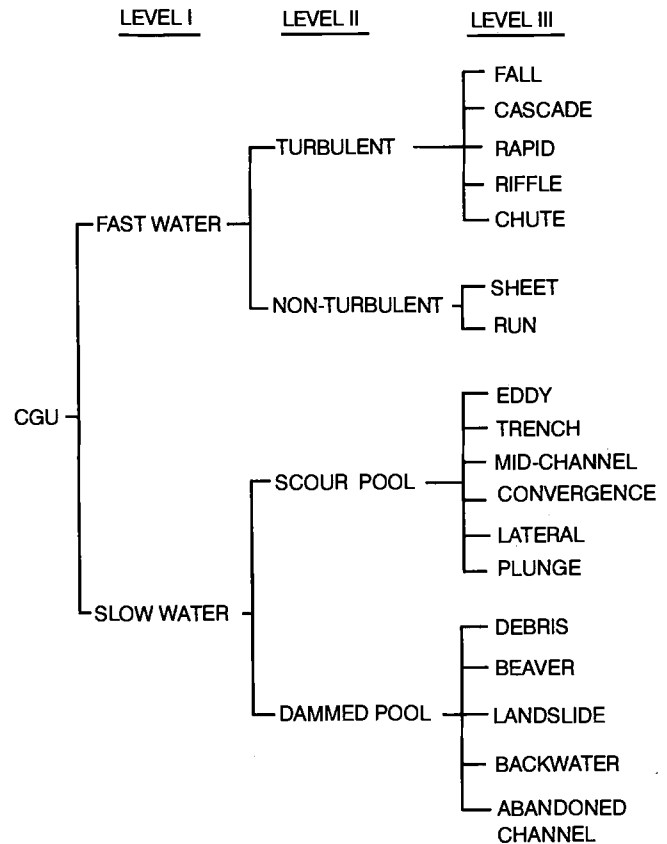 LEVEL I
LEVEL II
LEVEL III
FALL
CASCADE
TURBULENT
RAPID
RIFFLE
FAST WATER
CHUTE
SHEET
NON-TURBULENT
RUN
CGU
EDDY
TRENCH
MID-CHANNEL
SCOUR POOL
CONVERGENCE
LATERAL
PLUNGE
SLOW WATER
DEBRIS
BEAVER
DAMMED POOL
LANDSLIDE
BACKWATER
ABANDONED
CHANNEL